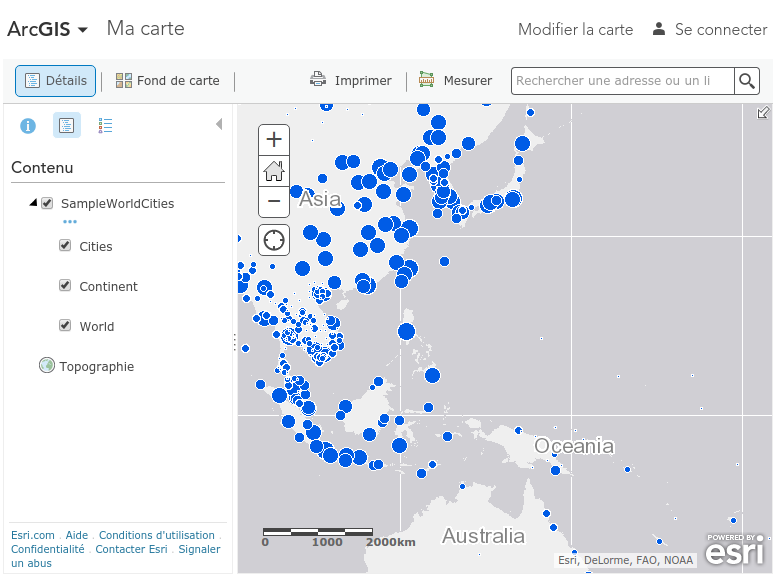 ArcGIS Ma carte Modifier la carte Se connecter
Détails Fond de carte Imprimer Mesurer Rechercher une adresse ou un li
Contenu
SampleWorldCities
Cities
Continent
World
Topographie
Esri.com . Aide . Conditions d'utilisation .
Confidentialité . Contacter Esri . Signaler
un abus
Asia
Oceania
Australia
0 1000 2000km
Esri, DeLorme, FAO, NOAA
POWERED BY
esri